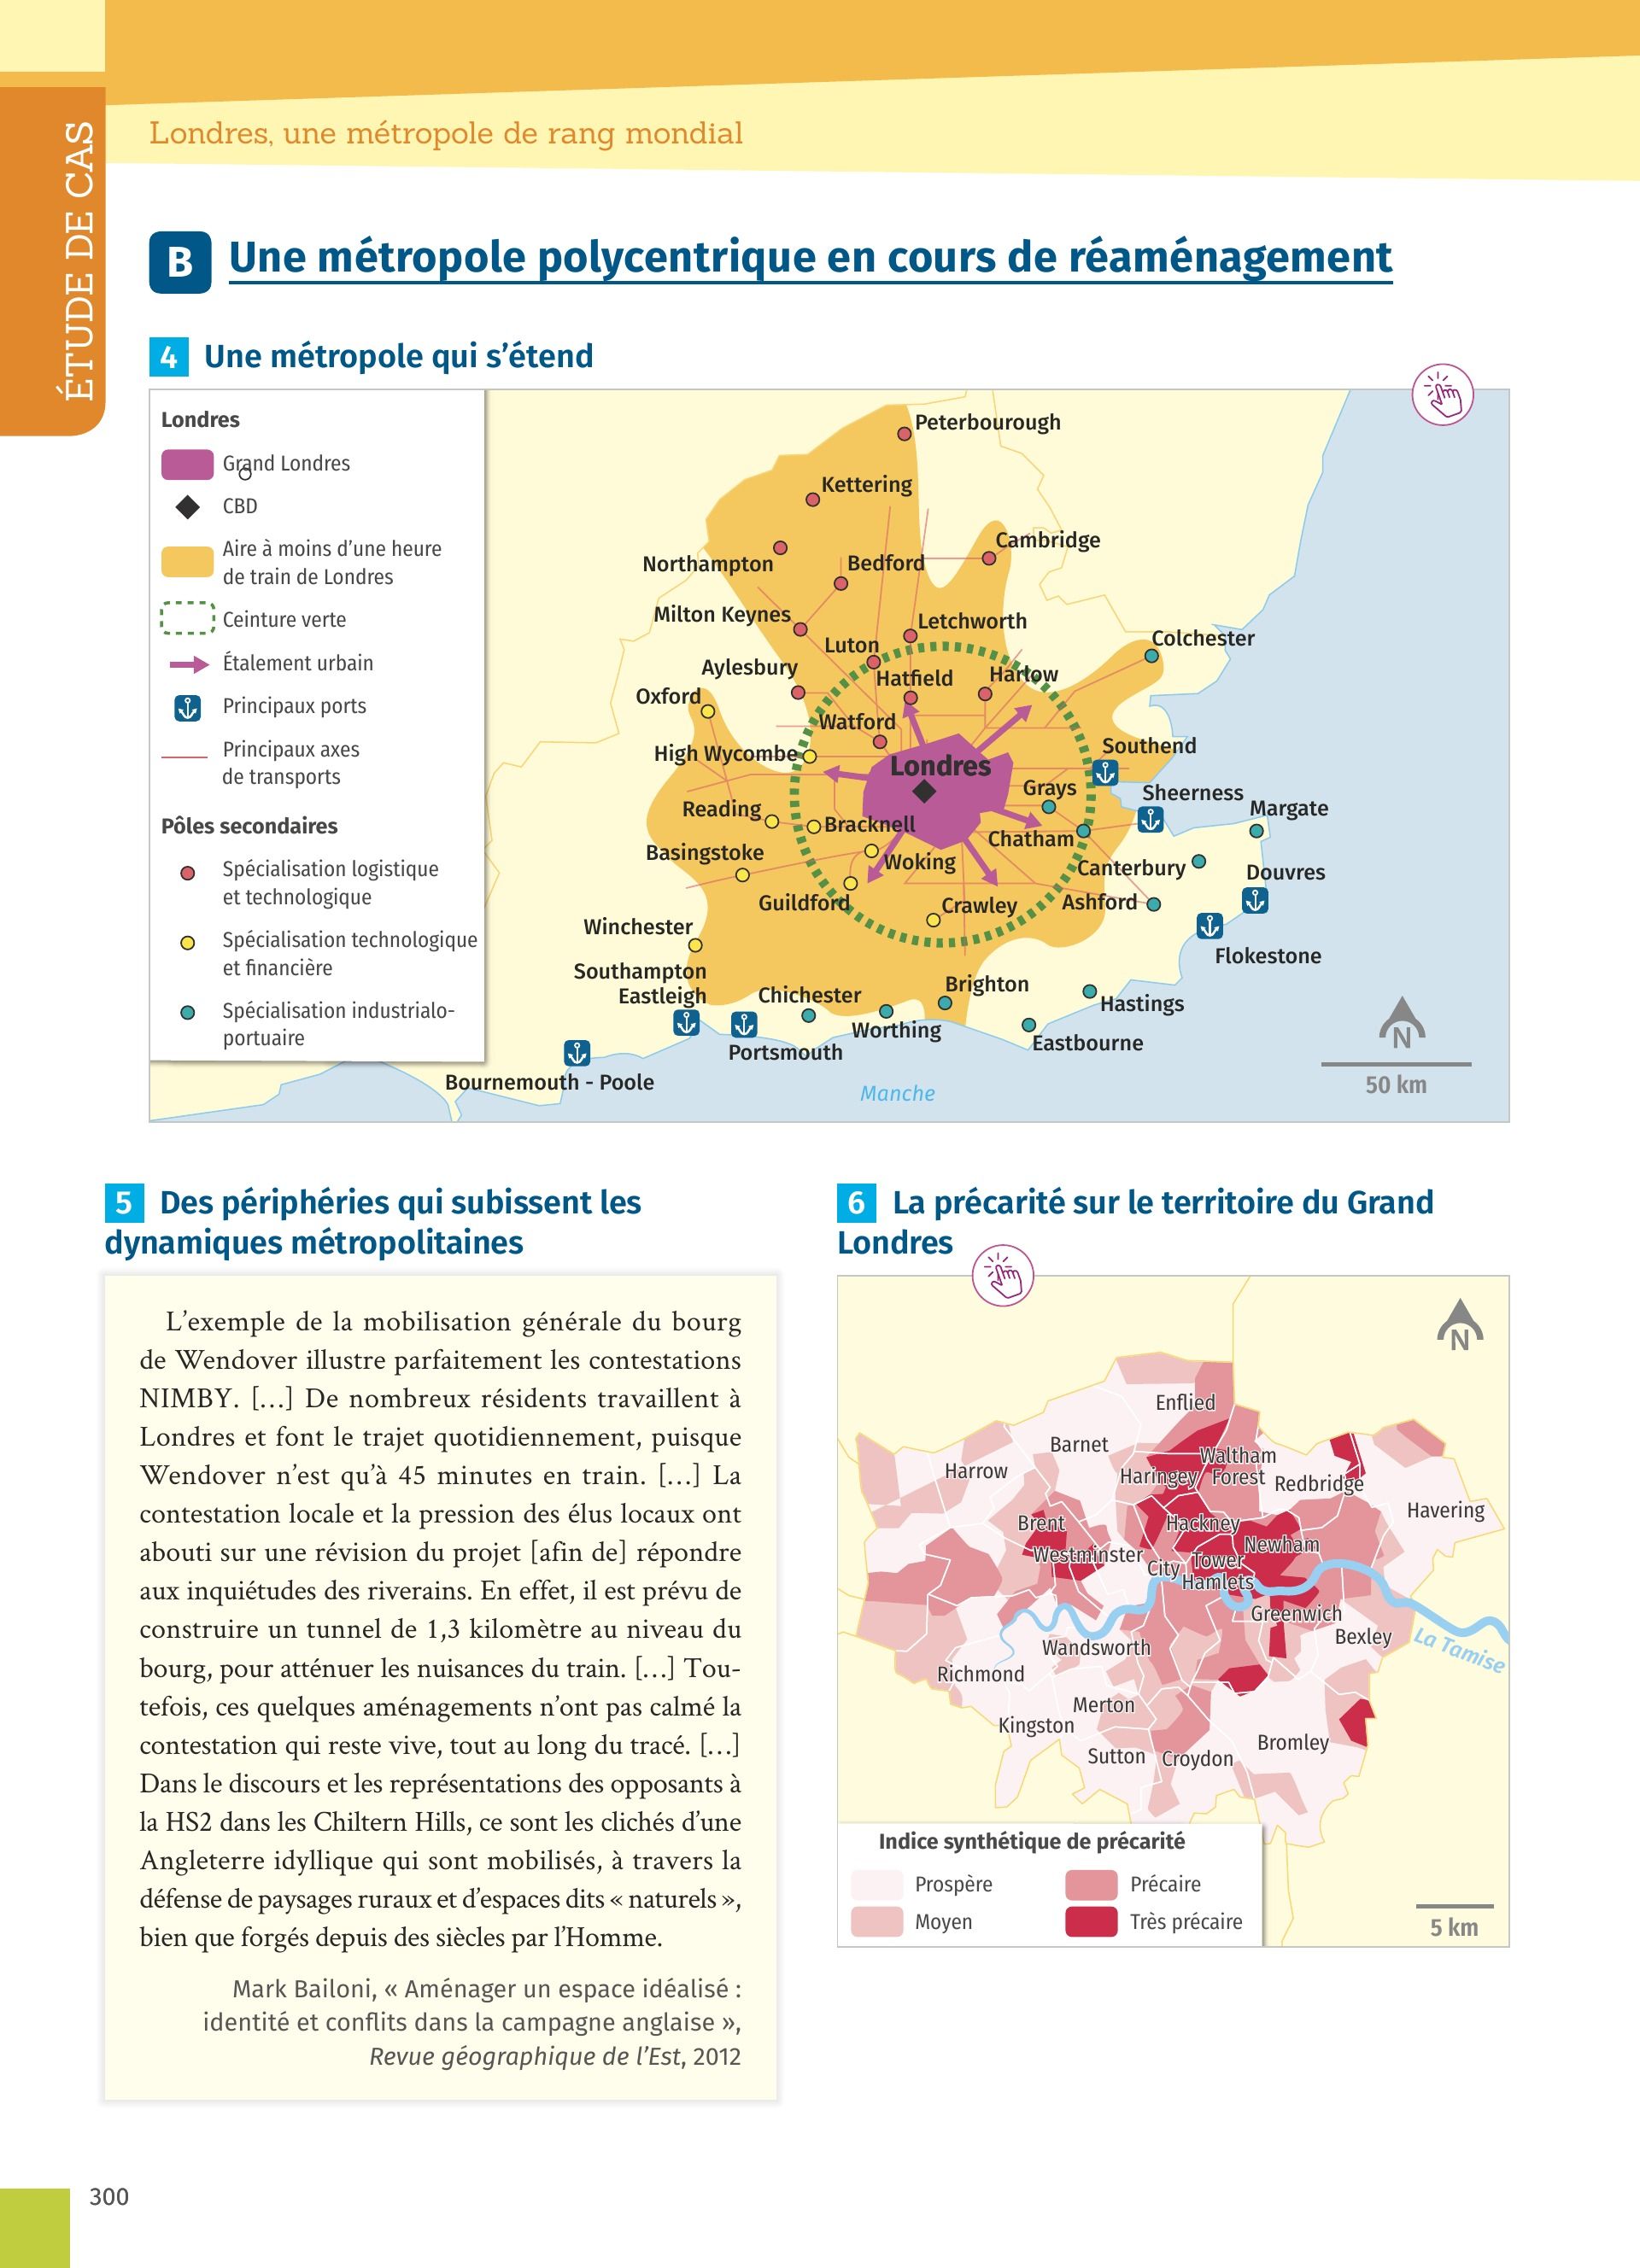 ÉTUDE DE CAS
Londres, une métropole de rang mondial
B Une métropole polycentrique en cours de réaménagement
4 Une métropole qui s’étend
Londres
Grand Londres
CBD
Aire à moins d’une heure
de train de Londres
Ceinture verte
Étalement urbain
Principaux ports
Principaux axes
de transports
Pôles secondaires
Spécialisation logistique
et technologique
Spécialisation technologique
et financière
Spécialisation industrialo-
portuaire
Peterbourough
Kettering
Cambridge
Northampton
Bedford
Milton Keynes
Letchworth
Colchester
Luton
Aylesbury
Hatfield
Harlow
Oxford
Watford
High Wycombe
Southend
Londres
Grays
Sheerness
Margate
Reading
Bracknell
Chatham
Basingstoke
Woking
Canterbury
Douvres
Guildford
Crawley
Ashford
Winchester
Flokestone
Southampton
Eastleigh
Chichester
Brighton
Hastings
Worthing
Eastbourne
Portsmouth
Bournemouth - Poole
Manche
N
50 km
5 Des périphéries qui subissent les
dynamiques métropolitaines
L’exemple de la mobilisation générale du bourg
de Wendover illustre parfaitement les contestations
NIMBY. […] De nombreux résidents travaillent à
Londres et font le trajet quotidiennement, puisque
Wendover n’est qu’à 45 minutes en train. […] La
contestation locale et la pression des élus locaux ont
abouti sur une révision du projet [afin de] répondre
aux inquiétudes des riverains. En effet, il est prévu de
construire un tunnel de 1,3 kilomètre au niveau du
bourg, pour atténuer les nuisances du train. […] Tou-
tefois, ces quelques aménagements n’ont pas calmé la
contestation qui reste vive, tout au long du tracé. […]
Dans le discours et les représentations des opposants à
la HS2 dans les Chiltern Hills, ce sont les clichés d’une
Angleterre idyllique qui sont mobilisés, à travers la
défense de paysages ruraux et d’espaces dits « naturels »,
bien que forgés depuis des siècles par l’Homme.
Mark Bailoni, « Aménager un espace idéalisé :
identité et conflits dans la campagne anglaise »,
Revue géographique de l’Est, 2012
6 La précarité sur le territoire du Grand
Londres
N
Enflied
Barnet
Waltham
Forest
Harrow
Haringey
Redbridge
Havering
Brent
Hackney
Newham
Westminster
City
Tower
Hamlets
Greenwich
Bexley
La Tamise
Wandsworth
Richmond
Merton
Kingston
Bromley
Sutton
Croydon
Indice synthétique de précarité
Prospère
Précaire
Moyen
Très précaire
5 km
300